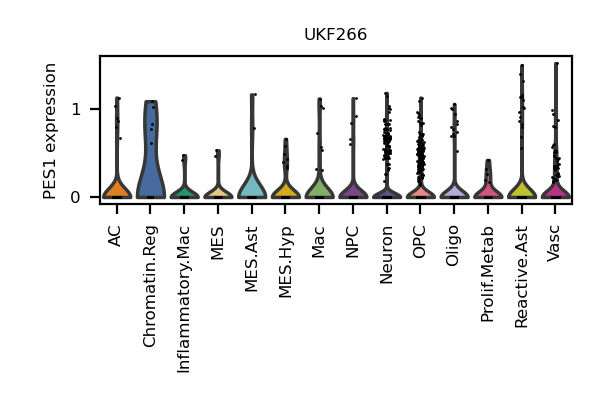 UKF266
PES1 expression
1
0
AC
Chromatin.Reg
Inflammatory.Mac
MES
MES.Ast
MES.Hyp
Mac
NPC
Neuron
OPC
Oligo
Prolif.Metab
Reactive.Ast
Vasc